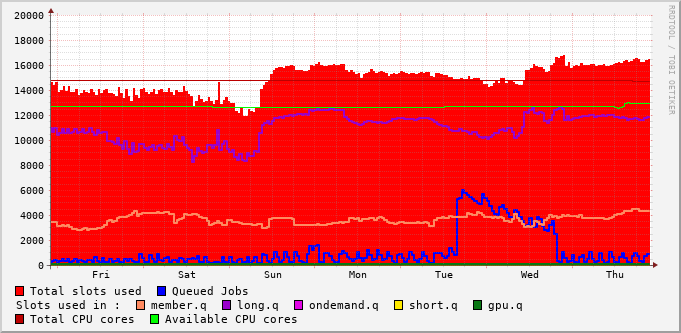 20000
18000
16000
14000
12000
10000
8000
6000
4000
2000
0
Fri Sat Sun Mon Tue Wed Thu
RRDTOOL / TOBI OETIKER
Total slots used Queued Jobs
Slots used in : member.q long.q ondemand.q short.q gpu.q
Total CPU cores Available CPU cores